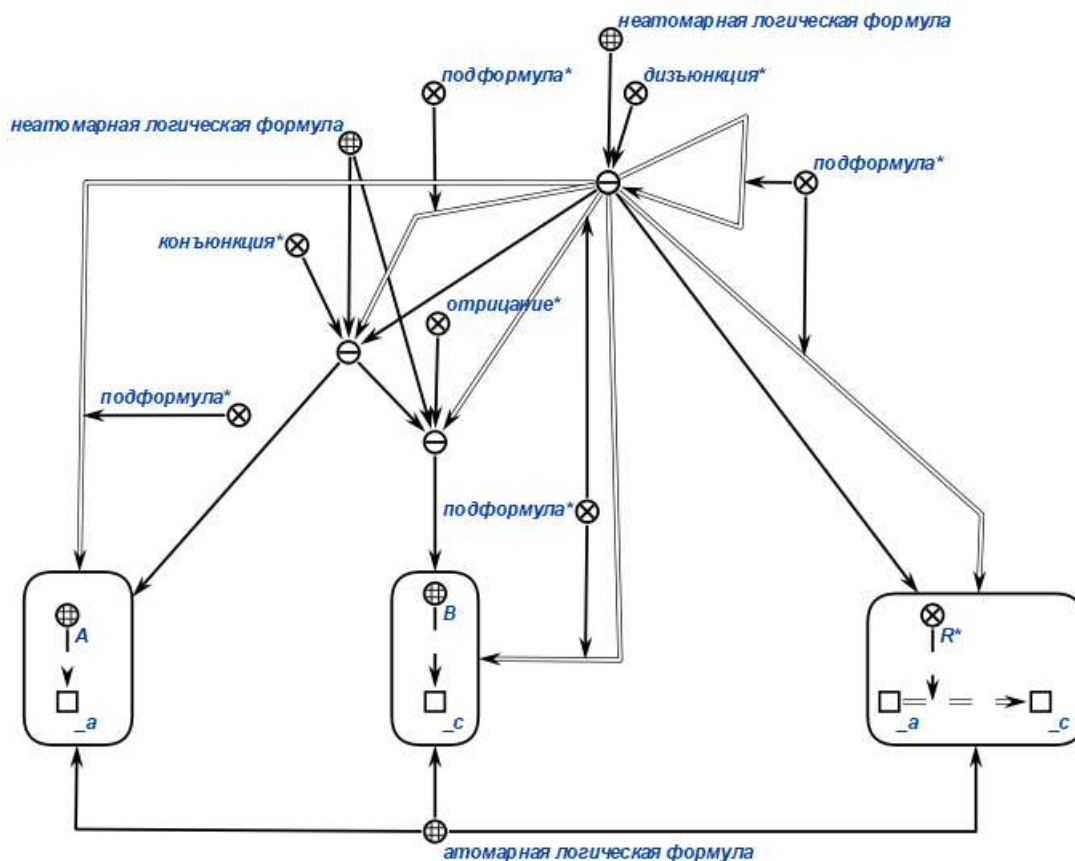 неатомарная логическая формула
подформула*
дизъюнкция*
неатомарная логическая формула
подформула*
конъюнкция*
отрицание*
подформула*
подформула*
A
B
R*
_a
_c
_a
_c
атомарная логическая формула